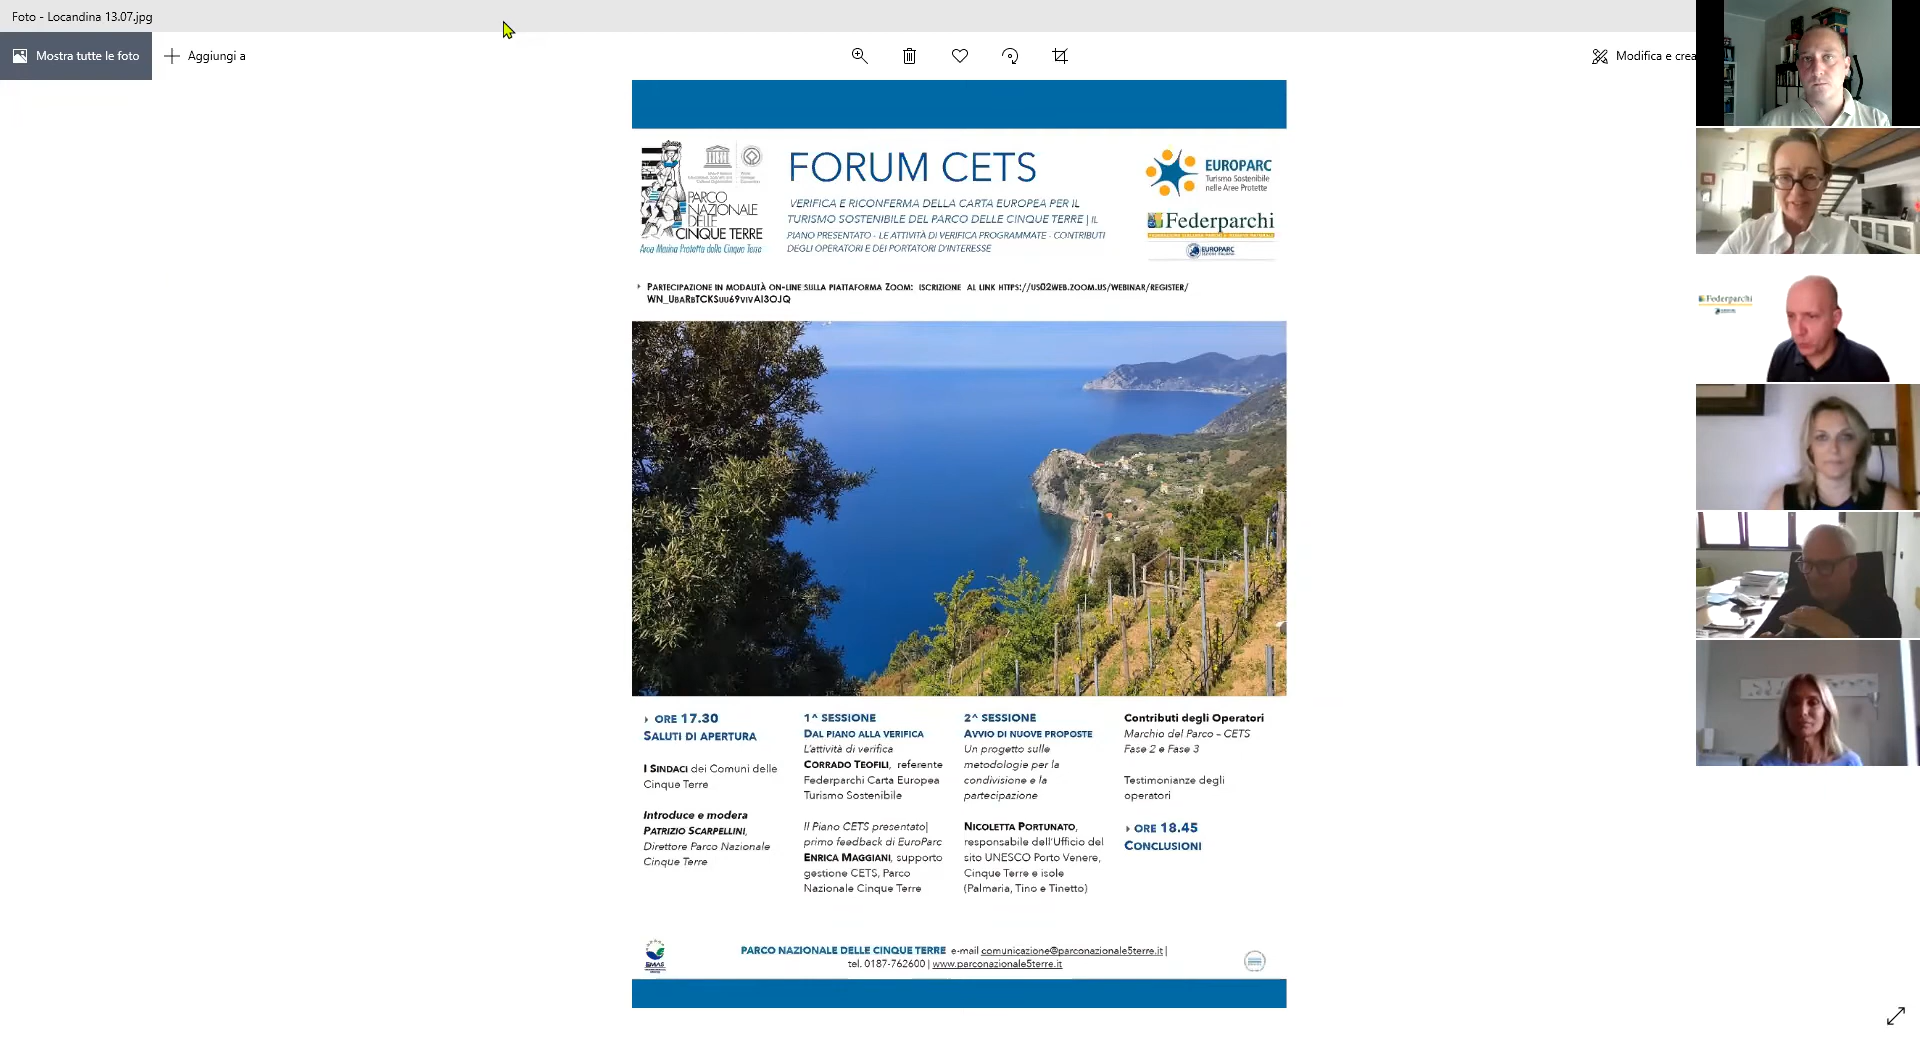 Foto - Locandina 13.07.jpg
Mostra tutte le foto
Aggiungi a
Modifica e crea
PARCO
NAZIONALE
DELLE
CINQUE TERRE
Area Marina Protetta delle Cinque Terre
FORUM CETS
VERIFICA E RICONFERMA DELLA CARTA EUROPEA PER IL
TURISMO SOSTENIBILE DEL PARCO DELLE CINQUE TERRE | IL
PIANO PRESENTATO - LE ATTIVITÀ DI VERIFICA PROGRAMMATE - CONTRIBUTI
DEGLI OPERATORI E DEI PORTATORI D'INTERESSE
EUROPARC
Turismo Sostenibile
nelle Aree Protette
Federparchi
EUROPARC
PARTECIPAZIONE IN MODALITÀ ON-LINE SULLA PIATTAFORMA ZOOM: ISCRIZIONE AL LINK HTTPS://US02WEB.ZOOM.US/WEBINAR/REGISTER/
Federparchi
ORE 17.30
SALUTI DI APERTURA
I SINDACI dei Comuni delle
Cinque Terre
Introduce e modera
PATRIZIO SCARPELLINI,
Direttore Parco Nazionale
Cinque Terre
1^ SESSIONE
DAL PIANO ALLA VERIFICA
L'attività di verifica
CORRADO TEOFILI, referente
Federparchi Carta Europea
Turismo Sostenibile
Il Piano CETS presentato|
primo feedback di EuroParc
ENRICA MAGGIANI, supporto
gestione CETS, Parco
Nazionale Cinque Terre
2^ SESSIONE
AVVIO DI NUOVE PROPOSTE
Un progetto sulle
metodologie per la
condivisione e la
partecipazione
NICOLETTA PORTUNATO,
responsabile dell'Ufficio del
sito UNESCO Porto Venere,
Cinque Terre e isole
(Palmaria, Tino e Tinetto)
Contributi degli Operatori
Marchio del Parco – CETS
Fase 2 e Fase 3
Testimonianze degli
operatori
ORE 18.45
CONCLUSIONI
EMAS
PARCO NAZIONALE DELLE CINQUE TERRE e-mail comunicazione@parconazionale5terre.it |
tel. 0187-762600 | www.parconazionale5terre.it